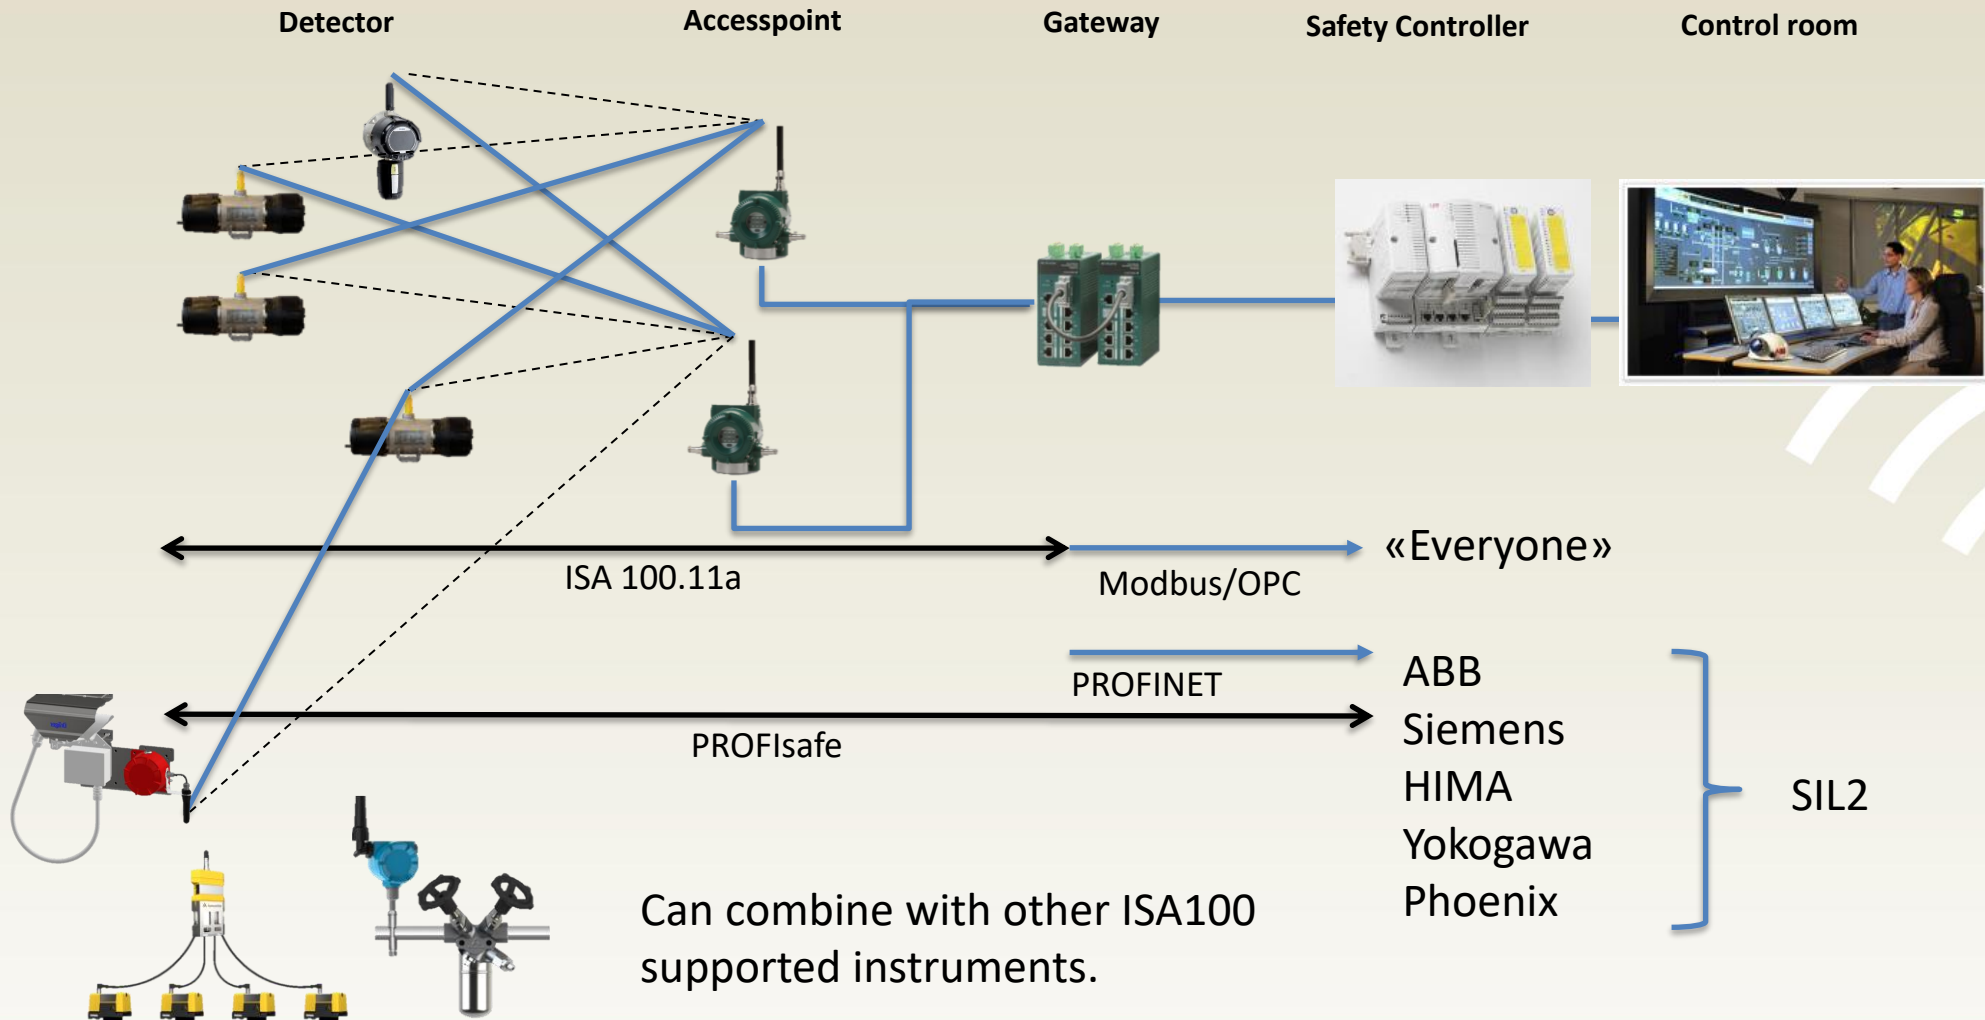 Detector
Accesspoint
Gateway
Safety Controller
Control room
ISA 100.11a
Modbus/OPC
«Everyone»
PROFINET
PROFIsafe
ABB
Siemens
HIMA
Yokogawa
Phoenix
SIL2
Can combine with other ISA100
supported instruments.